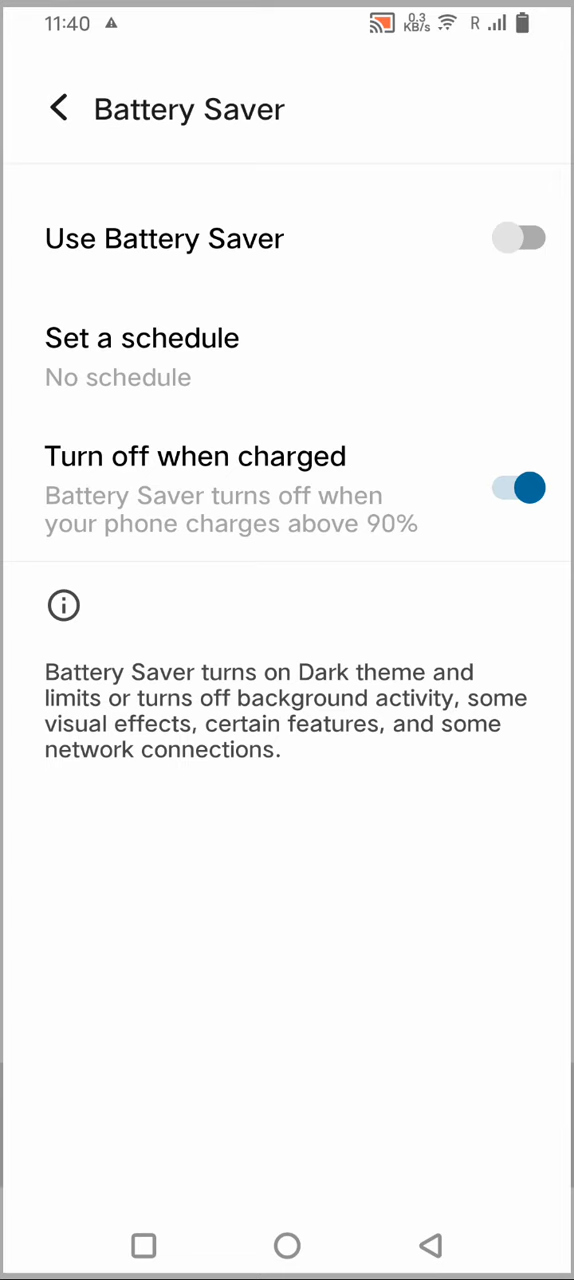 11:40
0.3
KB/s
R
Battery Saver
Use Battery Saver
Set a schedule
No schedule
Turn off when charged
Battery Saver turns off when
your phone charges above 90%
Battery Saver turns on Dark theme and
limits or turns off background activity, some
visual effects, certain features, and some
network connections.